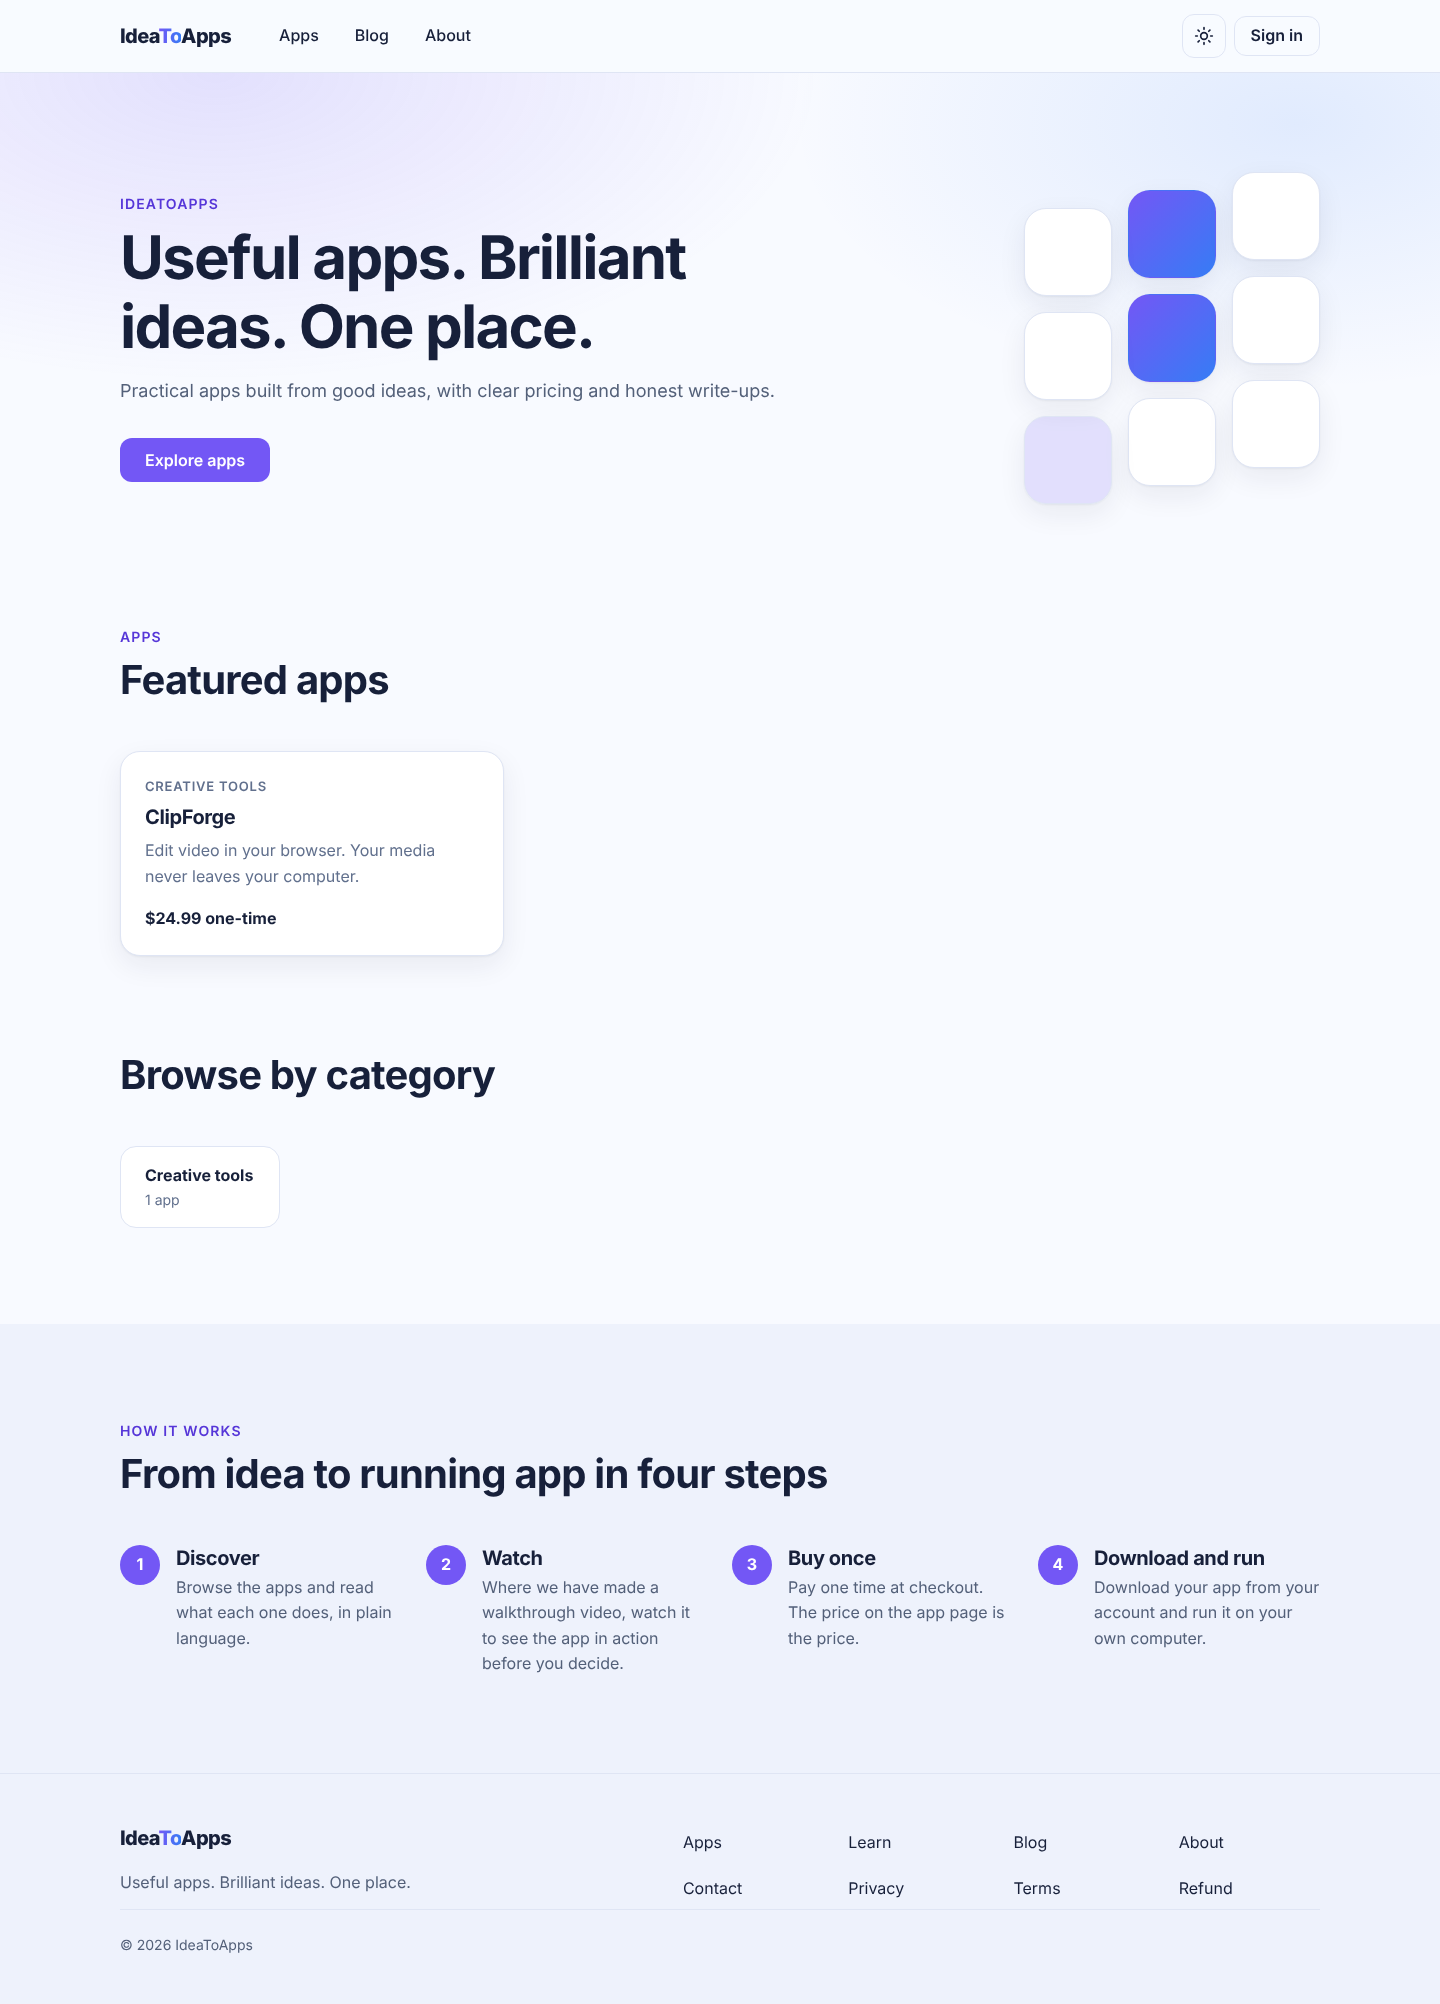 IdeaToApps
Apps
Blog
About
Sign in
IDEATOAPPS
Useful apps. Brilliant
ideas. One place.
Practical apps built from good ideas, with clear pricing and honest write-ups.
Explore apps
APPS
Featured apps
CREATIVE TOOLS
ClipForge
Edit video in your browser. Your media
never leaves your computer.
$24.99 one-time
Browse by category
Creative tools
1 app
HOW IT WORKS
From idea to running app in four steps
1
Discover
Browse the apps and read
what each one does, in plain
language.
2
Watch
Where we have made a
walkthrough video, watch it
to see the app in action
before you decide.
3
Buy once
Pay one time at checkout.
The price on the app page is
the price.
4
Download and run
Download your app from your
account and run it on your
own computer.
IdeaToApps
Useful apps. Brilliant ideas. One place.
Apps
Learn
Blog
About
Contact
Privacy
Terms
Refund
© 2026 IdeaToApps